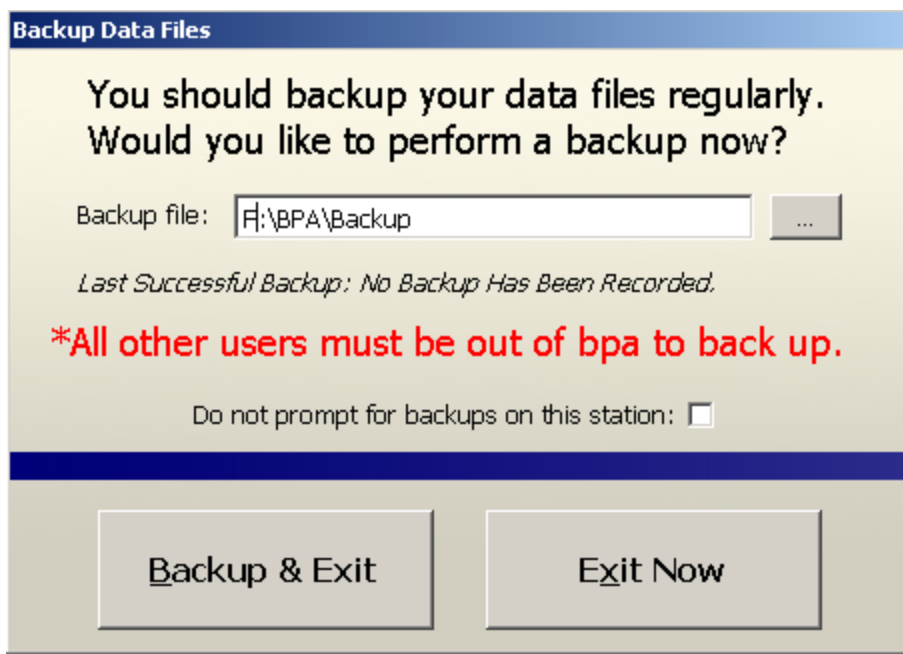 Backup Data Files
You should backup your data files regularly.
Would you like to perform a backup now?
Backup file: F:\BPA\Backup ...
Last Successful Backup: No Backup Has Been Recorded.
*All other users must be out of bpa to back up.
Do not prompt for backups on this station:
Backup & Exit Exit Now